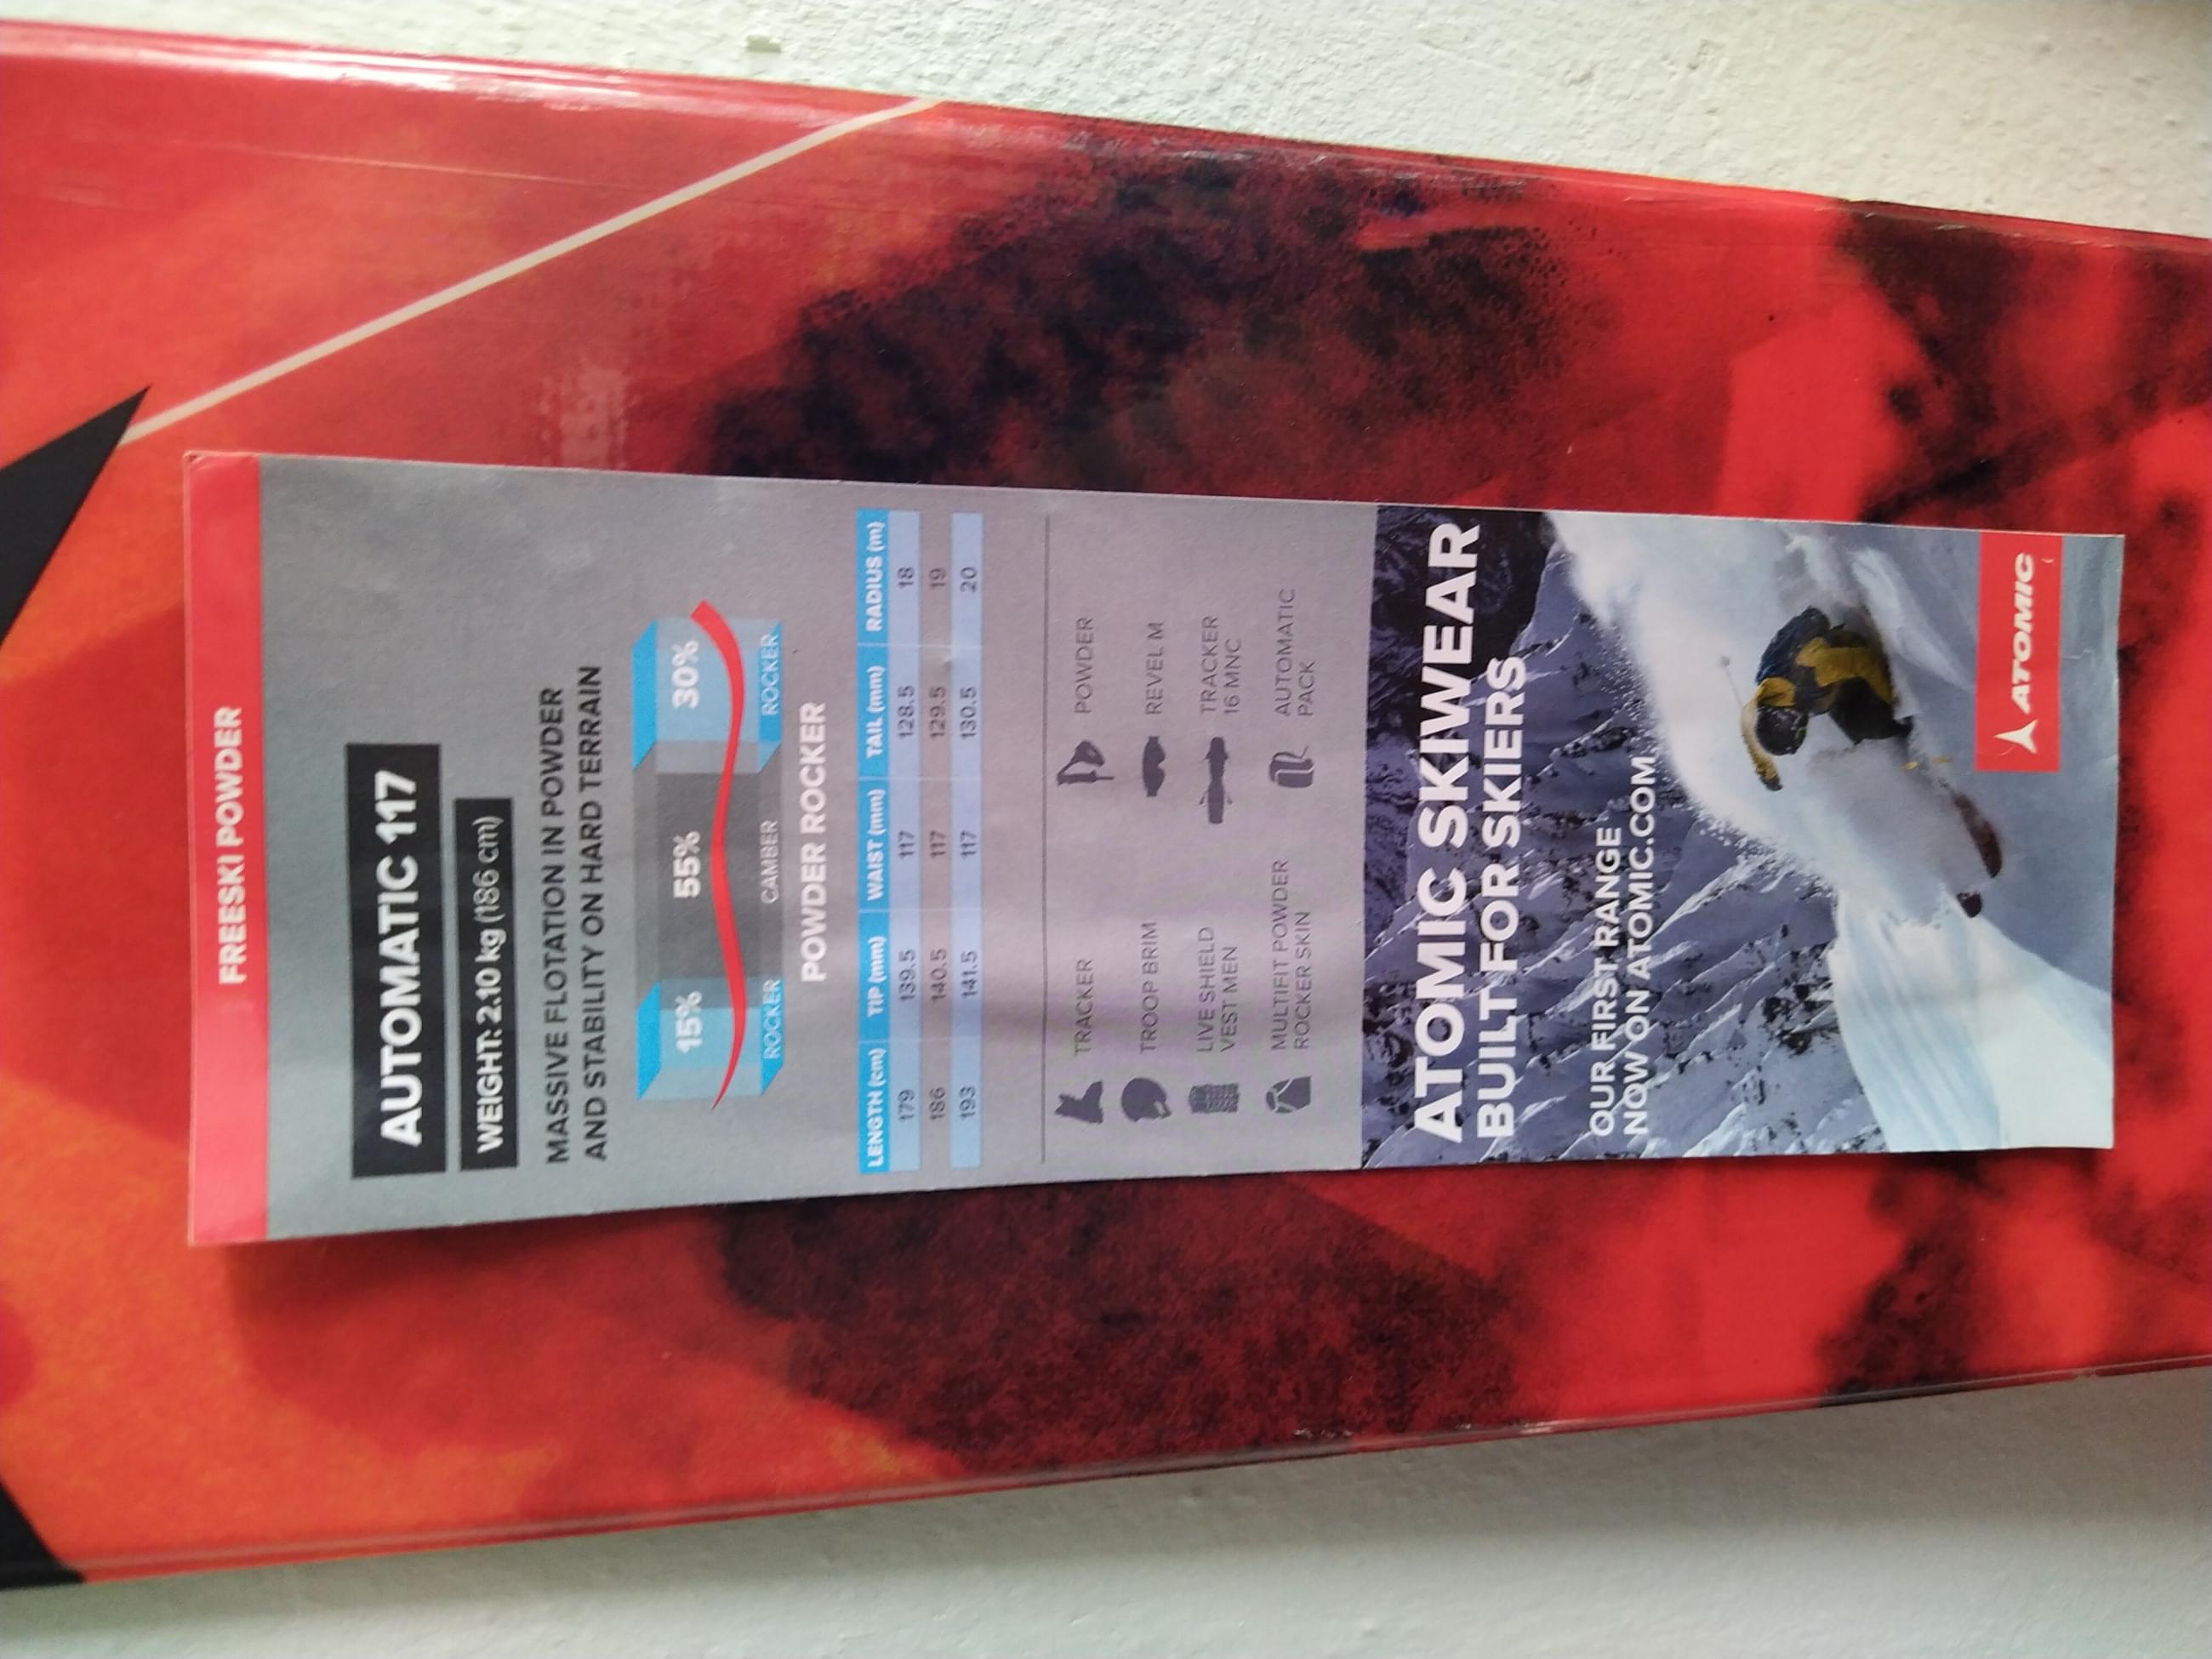 FREESKI POWDER
AUTOMATIC 117
WEIGHT: 2.10 kg (186 cm)
MASSIVE FLOTATION IN POWDER
AND STABILITY ON HARD TERRAIN
15% 55% 30%
ROCKER CAMBER ROCKER
POWDER ROCKER
LENGTH (cm) TIP (mm) WAIST (mm) TAIL (mm) RADIUS (m)
179 139.5 117 128.5 18
186 140.5 117 129.5 19
193 141.5 117 130.5 20
TRACKER POWDER
TROOP BRIM REVEL M
LIVE SHIELD TRACKER
VEST MEN 16 MNC
MULTIFIT POWDER AUTOMATIC
ROCKER SKIN PACK
ATOMIC SKIWEAR
BUILT FOR SKIERS
OUR FIRST RANGE
NOW ON ATOMIC.COM.
ATOMIC